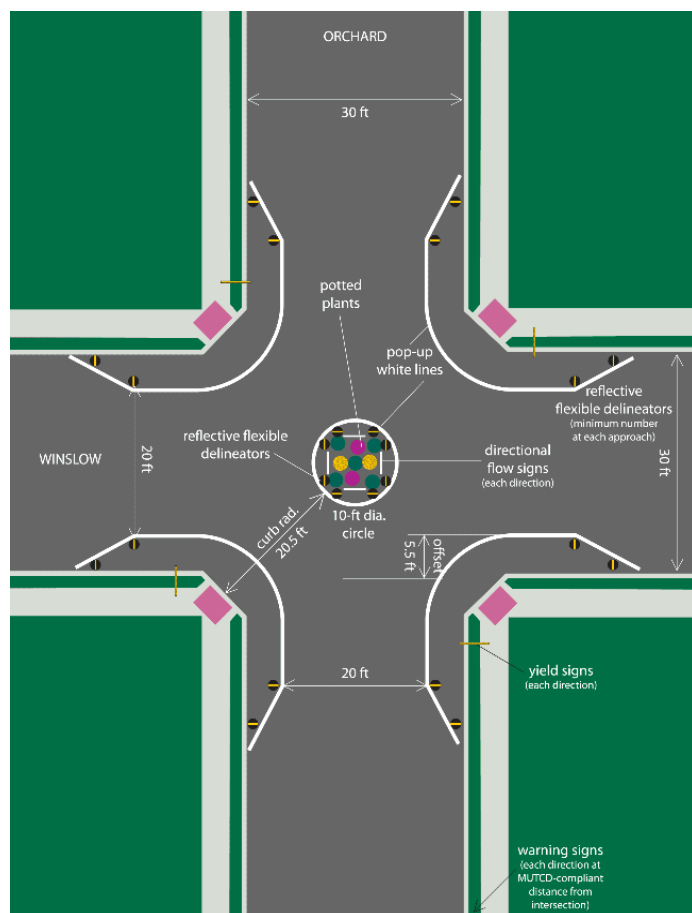 ORCHARD
30 ft
potted
plants
pop-up
white lines
reflective
flexible delineators
(minimum number
at each approach)
20 ft
WINSLOW
reflective flexible
delineators
directional
flow signs
(each direction)
30 ft
10-ft dia.
circle
curb rad.
20.5 ft
offset
5.5 ft
20 ft
yield signs
(each direction)
warning signs
(each direction at
MUTCD-compliant
distance from
intersection)